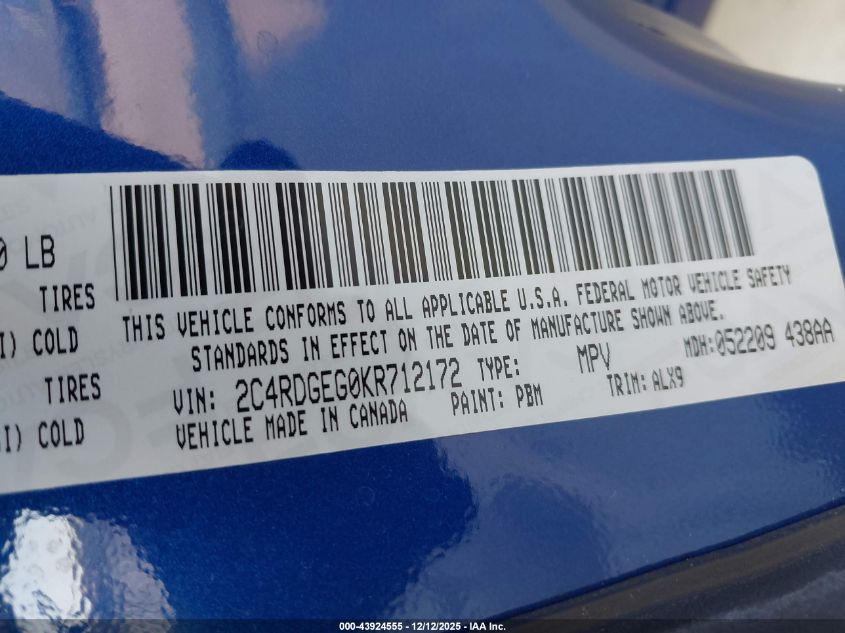 0 LB
TIRES
I) COLD
TIRES
SI) COLD
THIS VEHICLE CONFORMS TO ALL APPLICABLE U.S.A. FEDERAL MOTOR VEHICLE SAFETY
STANDARDS IN EFFECT ON THE DATE OF MANUFACTURE SHOWN ABOVE.
VIN: 2C4RDGEG0KR712172 TYPE: MPV MDH:052209 438AA
VEHICLE MADE IN CANADA PAINT: PBM TRIM: ALX9
000-43924555 - 12/12/2025 - IAA Inc.